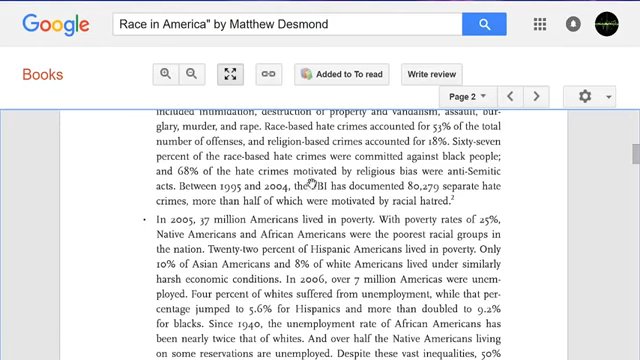 Google
Race in America" by Matthew Desmond
Books
Added to To read
Write review
Page 2
included intimidation, destruction of property and vandalism, assault, bur-
glary, murder, and rape. Race-based hate crimes accounted for 53% of the total
number of offenses, and religion-based crimes accounted for 18%. Sixty-seven
percent of the race-based hate crimes were committed against black people;
and 68% of the hate crimes motivated by religious bias were anti-Semitic
acts. Between 1995 and 2004, the FBI has documented 80,279 separate hate
crimes, more than half of which were motivated by racial hatred.2
• In 2005, 37 million Americans lived in poverty. With poverty rates of 25%,
Native Americans and African Americans were the poorest racial groups in
the nation. Twenty-two percent of Hispanic Americans lived in poverty. Only
10% of Asian Americans and 8% of white Americans lived under similarly
harsh economic conditions. In 2006, over 7 million Americas were unem-
ployed. Four percent of whites suffered from unemployment, while that per-
centage jumped to 5.6% for Hispanics and more than doubled to 9.2%
for blacks. Since 1940, the unemployment rate of African Americans has
been nearly twice that of whites. And over half the Native Americans living
on some reservations are unemployed. Despite these vast inequalities, 50%